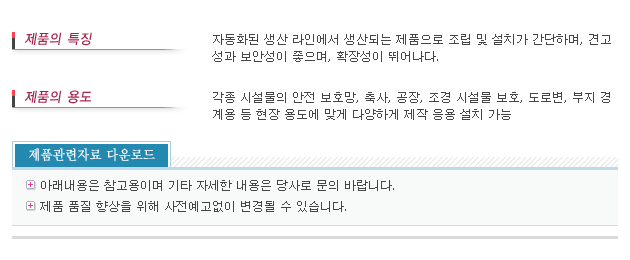 제품의 특징
자동화된 생산 라인에서 생산되는 제품으로 조립 및 설치가 간단하며, 견고
성과 보안성이 좋으며, 확장성이 뛰어나다.
제품의 용도
각종 시설물의 안전 보호망, 축사, 공장, 조경 시설물 보호, 도로변, 부지 경
계용 등 현장 용도에 맞게 다양하게 제작 응용 설치 가능
제품관련자료 다운로드
아래내용은 참고용이며 기타 자세한 내용은 당사로 문의 바랍니다.
제품 품질 향상을 위해 사전예고없이 변경될 수 있습니다.